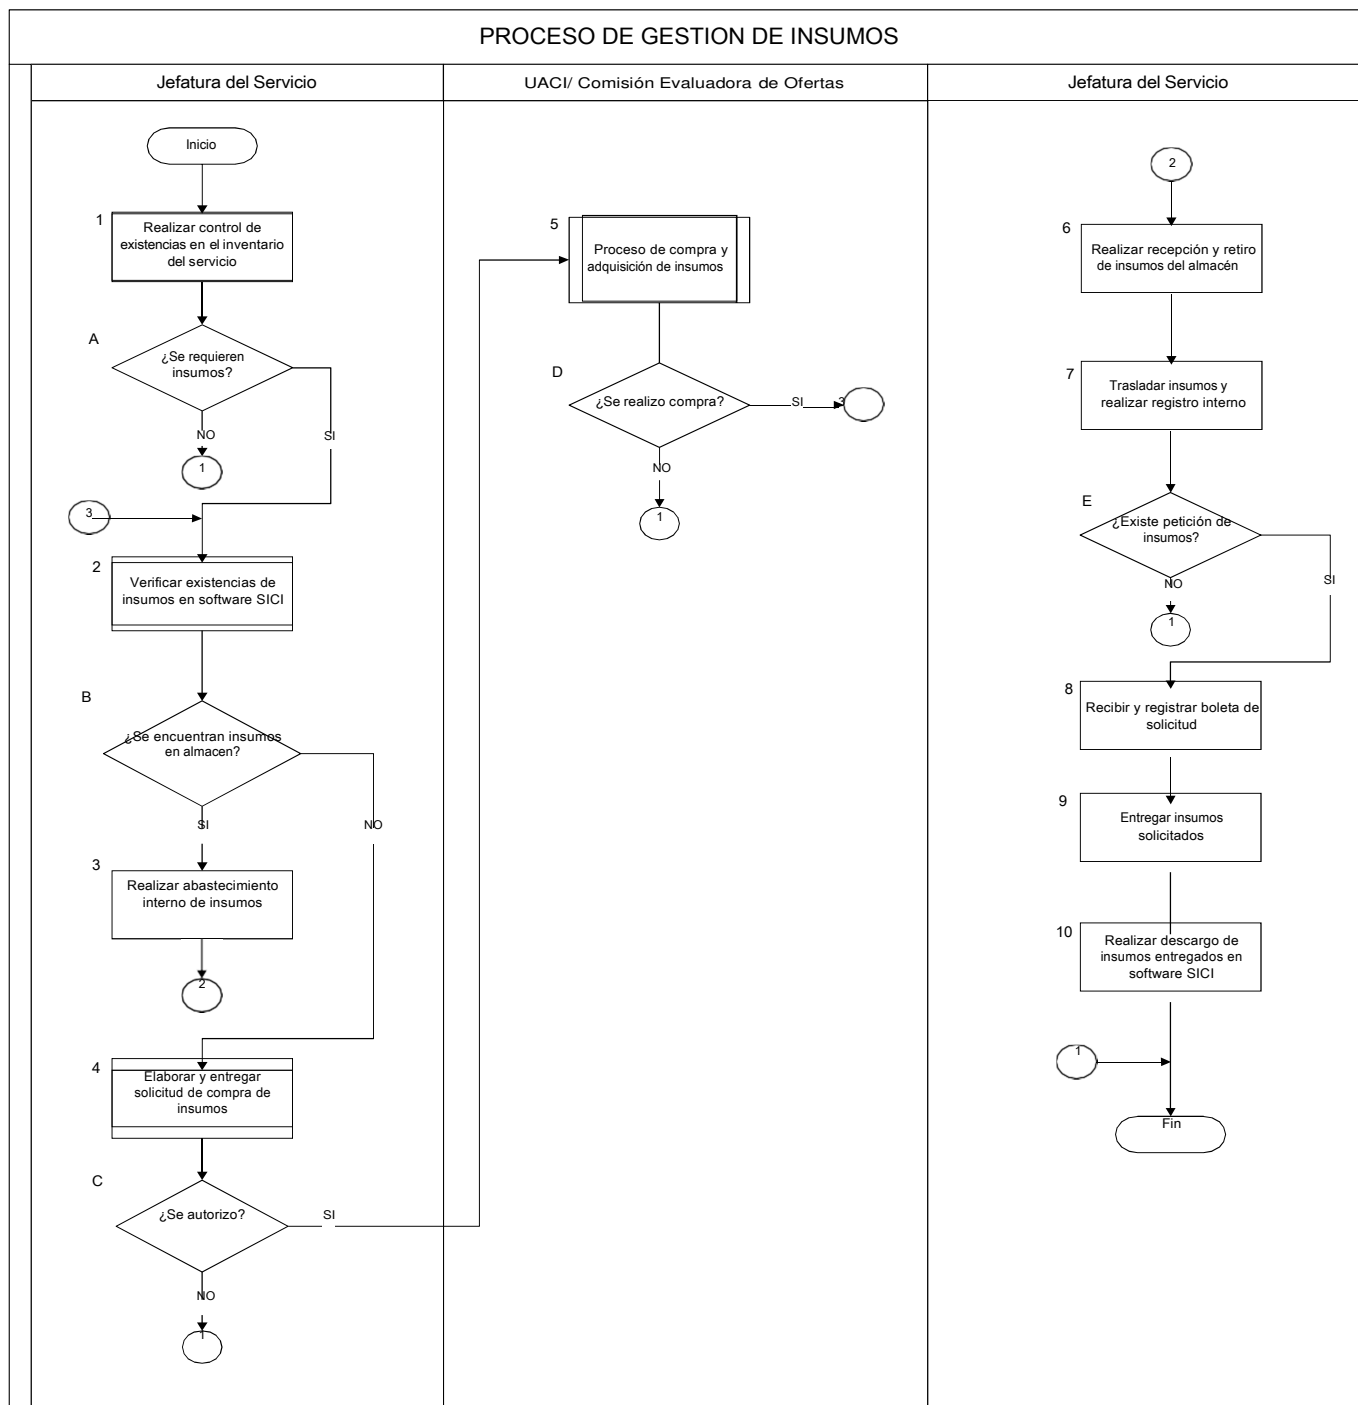 PROCESO DE GESTION DE INSUMOS
Jefatura del Servicio
UACI/ Comisión Evaluadora de Ofertas
Jefatura del Servicio
Inicio
1
Realizar control de
existencias en el inventario
del servicio
A
¿Se requieren
insumos?
NO
SI
1
3
2
Verificar existencias de
insumos en software SICI
B
¿Se encuentran insumos
en almacen?
SI
NO
3
Realizar abastecimiento
interno de insumos
2
4
Elaborar y entregar
solicitud de compra de
insumos
C
¿Se autorizo?
SI
NO
1
5
Proceso de compra y
adquisición de insumos
D
¿Se realizo compra?
SI
3
NO
1
2
6
Realizar recepción y retiro
de insumos del almacén
7
Trasladar insumos y
realizar registro interno
E
¿Existe petición de
insumos?
NO
SI
1
8
Recibir y registrar boleta de
solicitud
9
Entregar insumos
solicitados
10
Realizar descargo de
insumos entregados en
software SICI
1
Fin